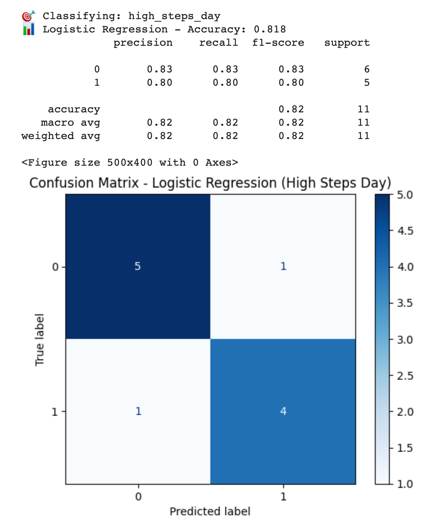 🎯 Classifying: high_steps_day
📊 Logistic Regression - Accuracy: 0.818
precision recall f1-score support
0 0.83 0.83 0.83 6
1 0.80 0.80 0.80 5
accuracy 0.82 11
macro avg 0.82 0.82 0.82 11
weighted avg 0.82 0.82 0.82 11
<Figure size 500x400 with 0 Axes>
Confusion Matrix - Logistic Regression (High Steps Day)
5.0
4.5
4.0
3.5
3.0
2.5
2.0
1.5
1.0
True label
0
5 1
1
1 4
0 1
Predicted label